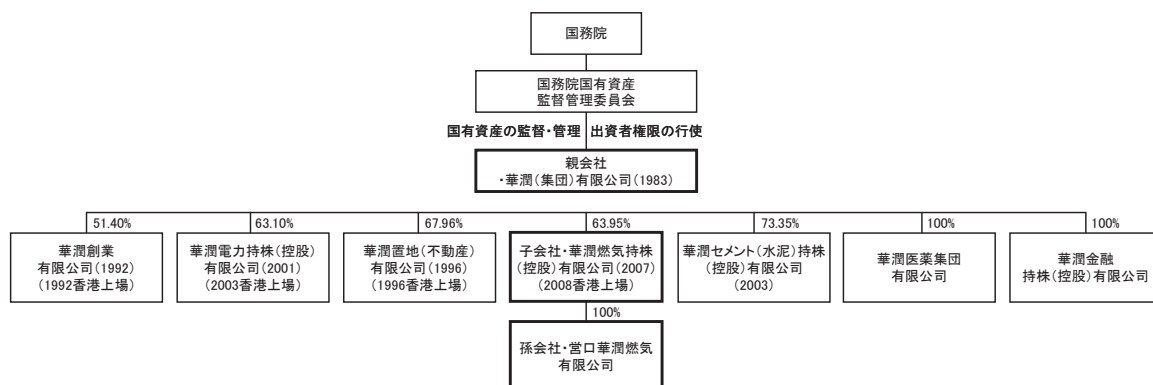 国務院
国務院国有資産
監督管理委員会
国有資産の監督・管理 出資者権限の行使
親会社
・華潤(集団)有限公司(1983)
51.40%
63.10%
67.96%
63.95%
73.35%
100%
100%
華潤創業
有限公司(1992)
(1992香港上場)
華潤電力持株(控股)
有限公司(2001)
(2003香港上場)
華潤置地(不動産)
有限公司(1996)
(1996香港上場)
子会社・華潤燃気持株
(控股)有限公司(2007)
(2008香港上場)
華潤セメント(水泥)持株
(控股)有限公司
(2003)
華潤医薬集団
有限公司
華潤金融
持株(控股)有限公司
100%
孫会社・営口華潤燃気
有限公司